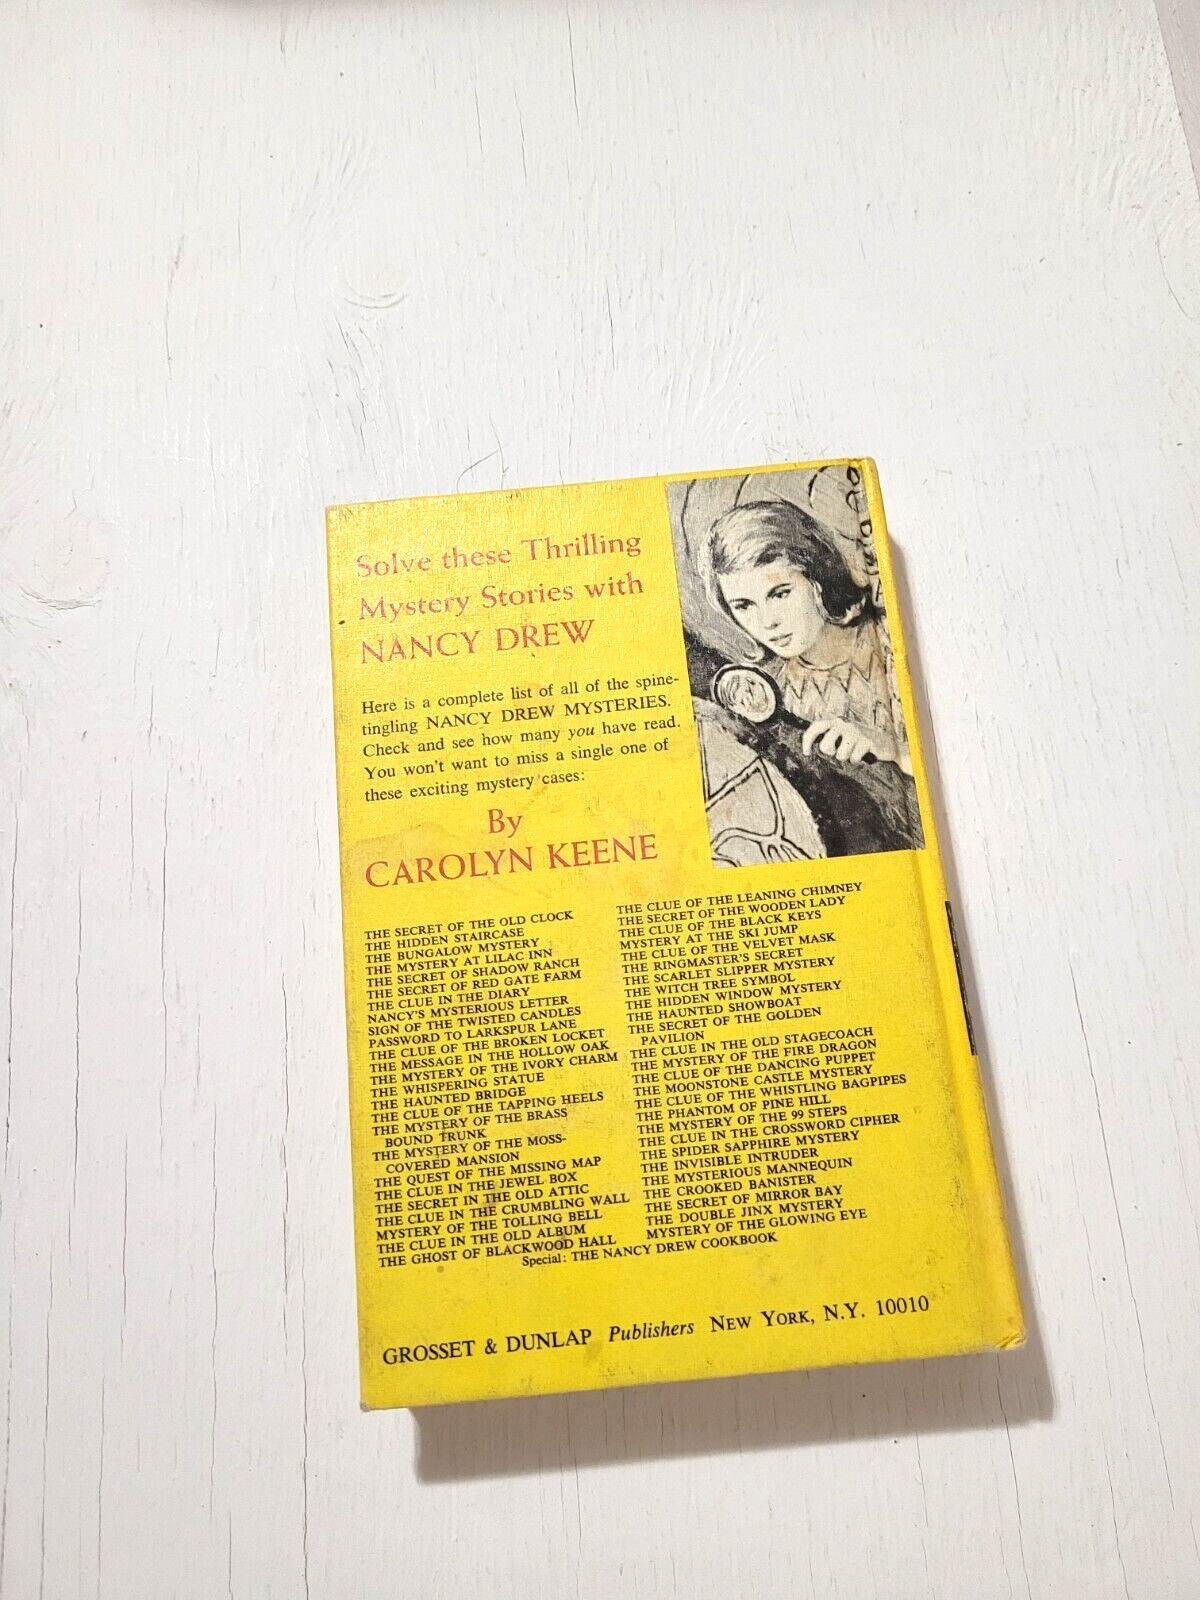 Solve these Thrilling
Mystery Stories with
NANCY DREW
Here is a complete list of all of the spine-
tingling NANCY DREW MYSTERIES.
Check and see how many you have read.
You won't want to miss a single one of
these exciting mystery cases:
By
CAROLYN KEENE
THE SECRET OF THE OLD CLOCK
THE HIDDEN STAIRCASE
THE BUNGALOW MYSTERY
THE MYSTERY AT LILAC INN
THE SECRET OF SHADOW RANCH
THE SECRET OF RED GATE FARM
THE CLUE IN THE DIARY
NANCY'S MYSTERIOUS LETTER
SIGN OF THE TWISTED CANDLES
PASSWORD TO LARKSPUR LANE
THE CLUE OF THE BROKEN LOCKET
THE MESSAGE IN THE HOLLOW OAK
THE MYSTERY OF THE IVORY CHARM
THE WHISPERING STATUE
THE HAUNTED BRIDGE
THE CLUE OF THE TAPPING HEELS
THE MYSTERY OF THE BRASS
BOUND TRUNK
THE MYSTERY OF THE MOSS-
COVERED MANSION
THE QUEST OF THE MISSING MAP
THE CLUE IN THE JEWEL BOX
THE SECRET IN THE OLD ATTIC
THE CLUE IN THE CRUMBLING WALL
MYSTERY OF THE TOLLING BELL
THE CLUE IN THE OLD ALBUM
THE GHOST OF BLACKWOOD HALL
THE CLUE OF THE LEANING CHIMNEY
THE SECRET OF THE WOODEN LADY
THE CLUE OF THE BLACK KEYS
MYSTERY AT THE SKI JUMP
THE CLUE OF THE VELVET MASK
THE RINGMASTER'S SECRET
THE SCARLET SLIPPER MYSTERY
THE WITCH TREE SYMBOL
THE HIDDEN WINDOW MYSTERY
THE HAUNTED SHOWBOAT
THE SECRET OF THE GOLDEN
PAVILION
THE CLUE IN THE OLD STAGECOACH
THE MYSTERY OF THE FIRE DRAGON
THE CLUE OF THE DANCING PUPPET
THE MOONSTONE CASTLE MYSTERY
THE CLUE OF THE WHISTLING BAGPIPES
THE PHANTOM OF PINE HILL
THE MYSTERY OF THE 99 STEPS
THE CLUE IN THE CROSSWORD CIPHER
THE SPIDER SAPPHIRE MYSTERY
THE INVISIBLE INTRUDER
THE MYSTERIOUS MANNEQUIN
THE CROOKED BANISTER
THE SECRET OF MIRROR BAY
THE DOUBLE JINX MYSTERY
MYSTERY OF THE GLOWING EYE
Special: THE NANCY DREW COOKBOOK
GROSSET & DUNLAP Publishers NEW YORK, N.Y. 10010